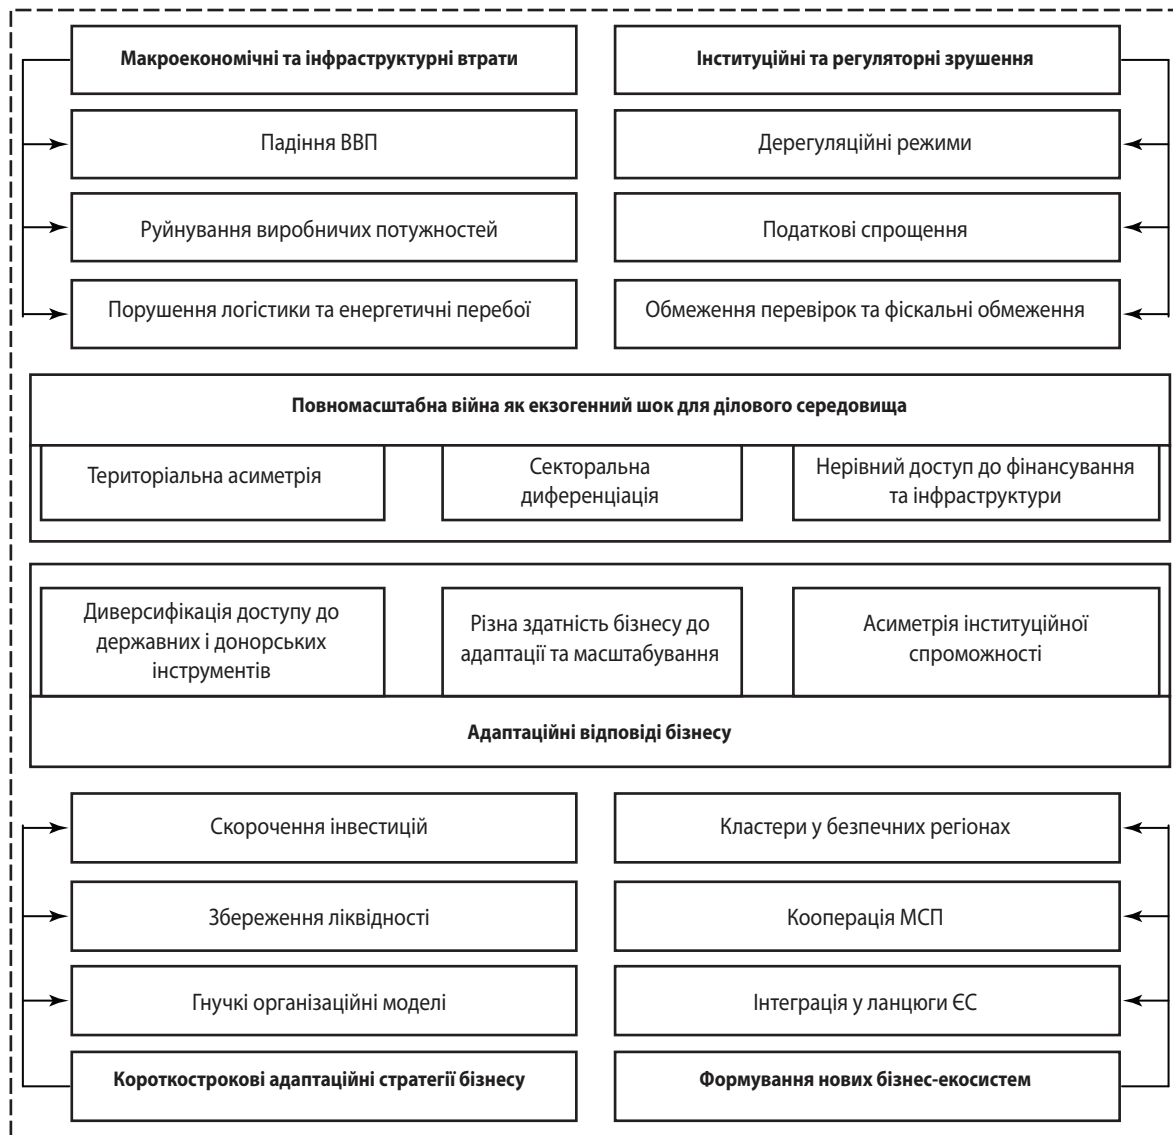 Макроекономічні та інфраструктурні втрати
Інституційні та регуляторні зрушення
Падіння ВВП
Дерегуляційні режими
Руйнування виробничих потужностей
Податкові спрощення
Порушення логістики та енергетичні перебої
Обмеження перевірок та фіскальні обмеження
Повномасштабна війна як екзогенний шок для ділового середовища
Територіальна асиметрія
Секторальна
диференціація
Нерівний доступ до фінансування
та інфраструктури
Диверсифікація доступу до
державних і донорських
інструментів
Різна здатність бізнесу до
адаптації та масштабування
Асиметрія інституційної
спроможності
Адаптаційні відповіді бізнесу
Скорочення інвестицій
Кластери у безпечних регіонах
Збереження ліквідності
Кооперація МСП
Гнучкі організаційні моделі
Інтеграція у ланцюги ЄС
Короткострокові адаптаційні стратегії бізнесу
Формування нових бізнес-екосистем